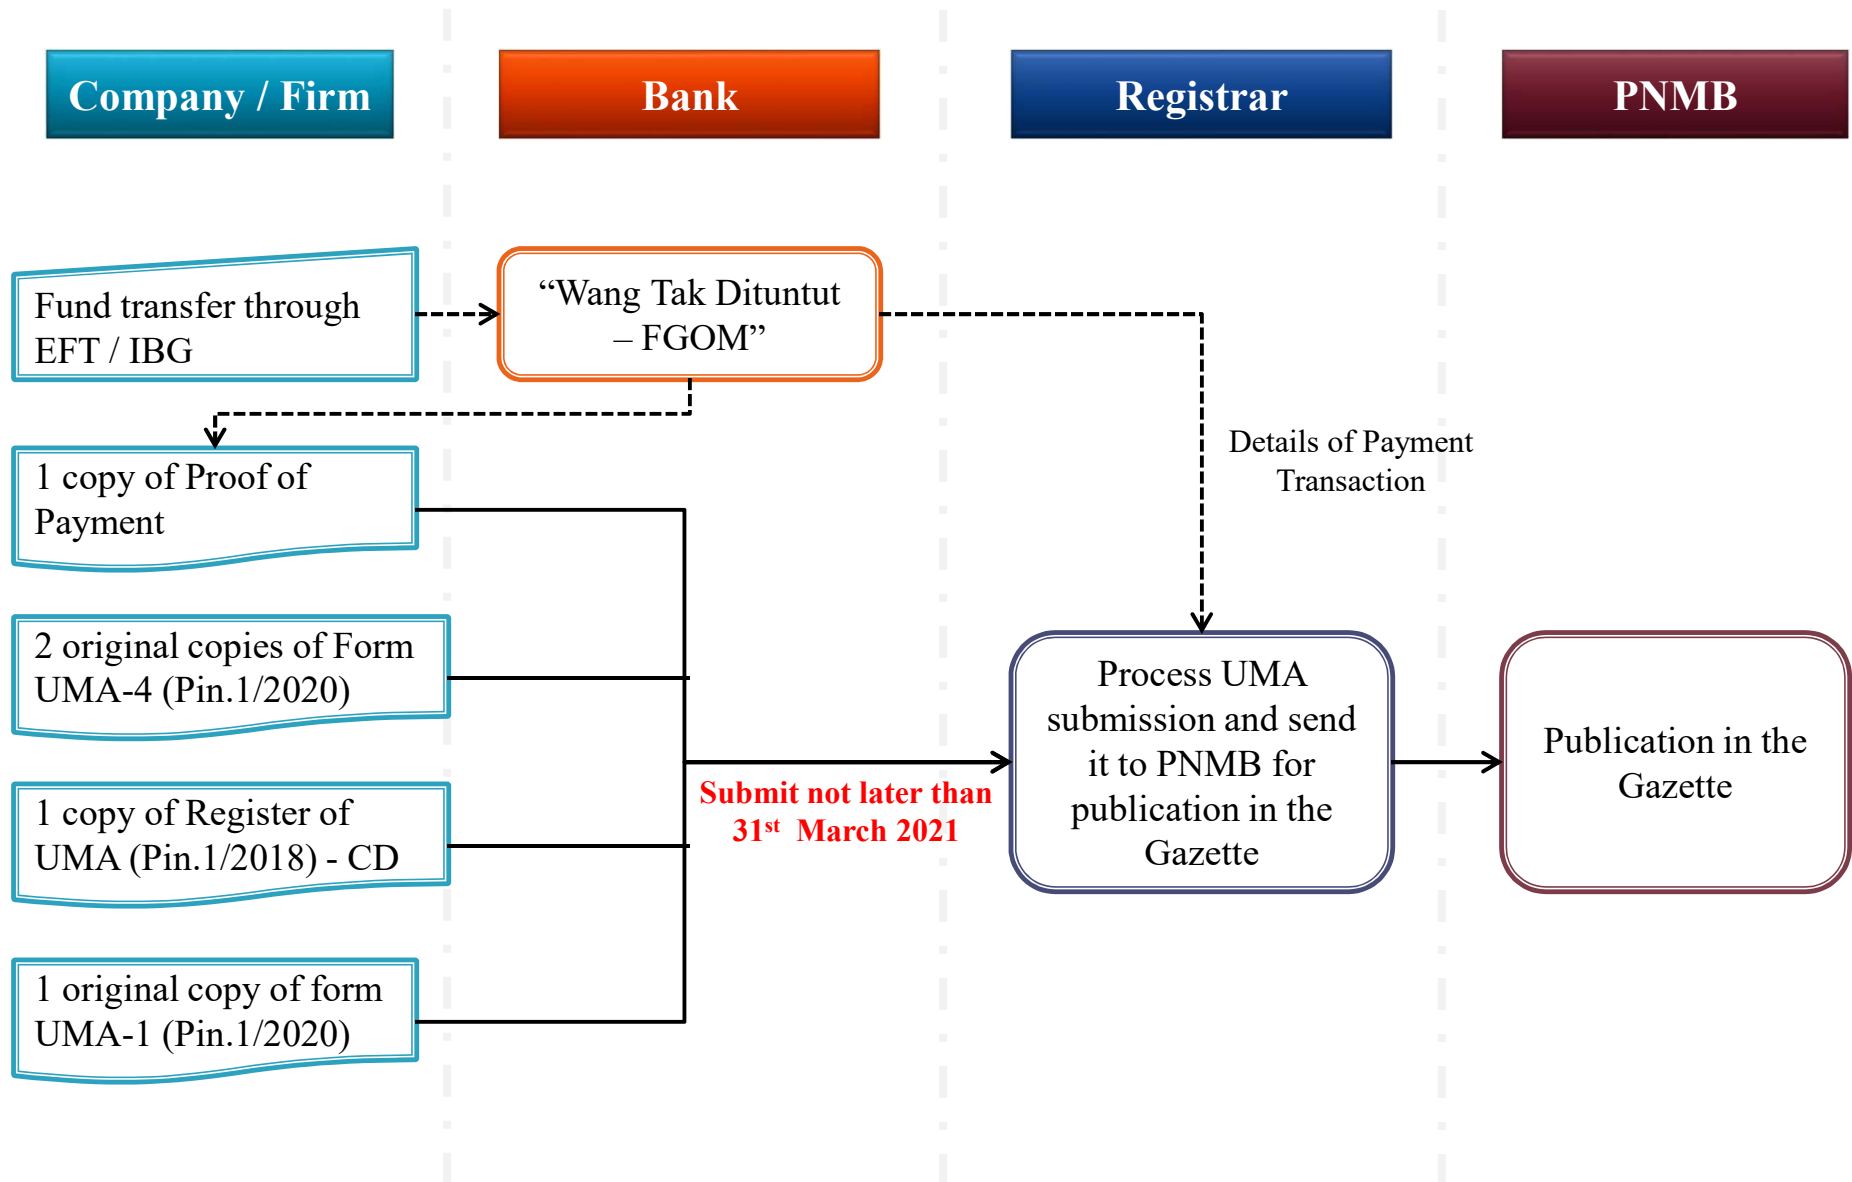 Company / Firm
Bank
Registrar
PNMB
Fund transfer through
EFT / IBG
“Wang Tak Dituntut
– FGOM”
Details of Payment
Transaction
1 copy of Proof of
Payment
2 original copies of Form
UMA-4 (Pin.1/2020)
1 copy of Register of
UMA (Pin.1/2018) - CD
1 original copy of form
UMA-1 (Pin.1/2020)
Submit not later than
31st March 2021
Process UMA
submission and send
it to PNMB for
publication in the
Gazette
Publication in the
Gazette